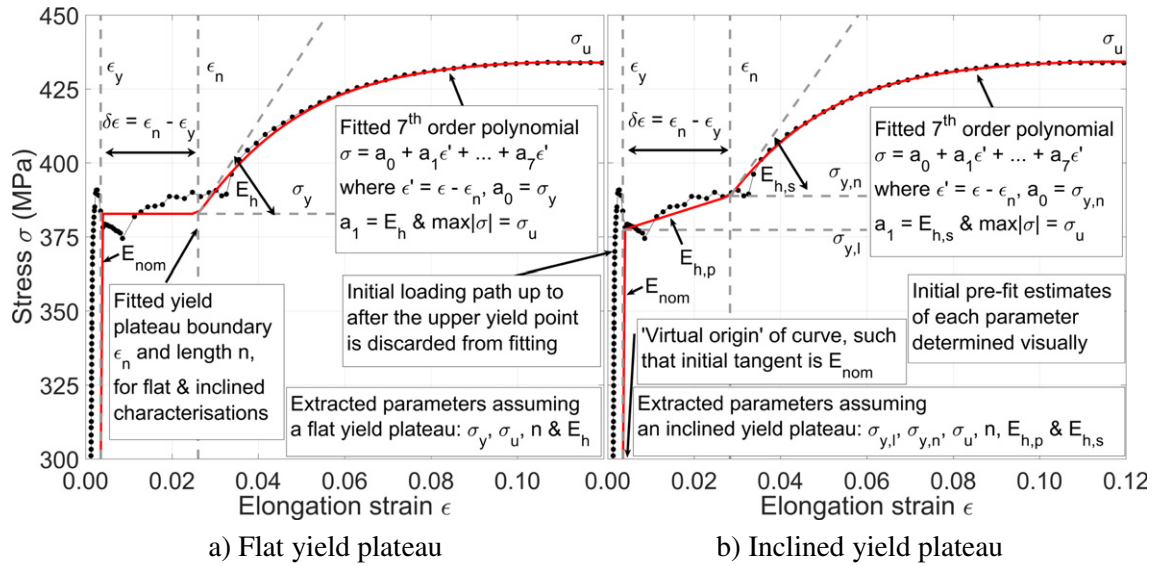 Stress σ (MPa)
450
425
400
375
350
325
300
ϵy
ϵn
σu
δϵ = ϵn - ϵy
Fitted 7th order polynomial
σ = a0 + a1ϵ' + ... + a7ϵ'
where ϵ' = ϵ - ϵn, a0 = σy
a1 = Eh & max|σ| = σu
Eh
σy
Enom
Fitted yield
plateau boundary
ϵn and length n,
for flat & inclined
characterisations
Initial loading path up to
after the upper yield point
is discarded from fitting
Extracted parameters assuming
a flat yield plateau: σy, σu, n & Eh
0.00 0.02 0.04 0.06 0.08 0.10
Elongation strain ϵ
a) Flat yield plateau
ϵy
ϵn
σu
δϵ = ϵn - ϵy
Fitted 7th order polynomial
σ = a0 + a1ϵ' + ... + a7ϵ'
where ϵ' = ϵ - ϵn, a0 = σy,n
a1 = Eh,s & max|σ| = σu
Eh,s
σy,n
σy,l
Eh,p
Enom
Initial pre-fit estimates
of each parameter
determined visually
'Virtual origin' of curve, such
that initial tangent is Enom
Extracted parameters assuming
an inclined yield plateau: σy,l, σy,n, σu, n, Eh,p & Eh,s
0.00 0.02 0.04 0.06 0.08 0.10 0.12
Elongation strain ϵ
b) Inclined yield plateau